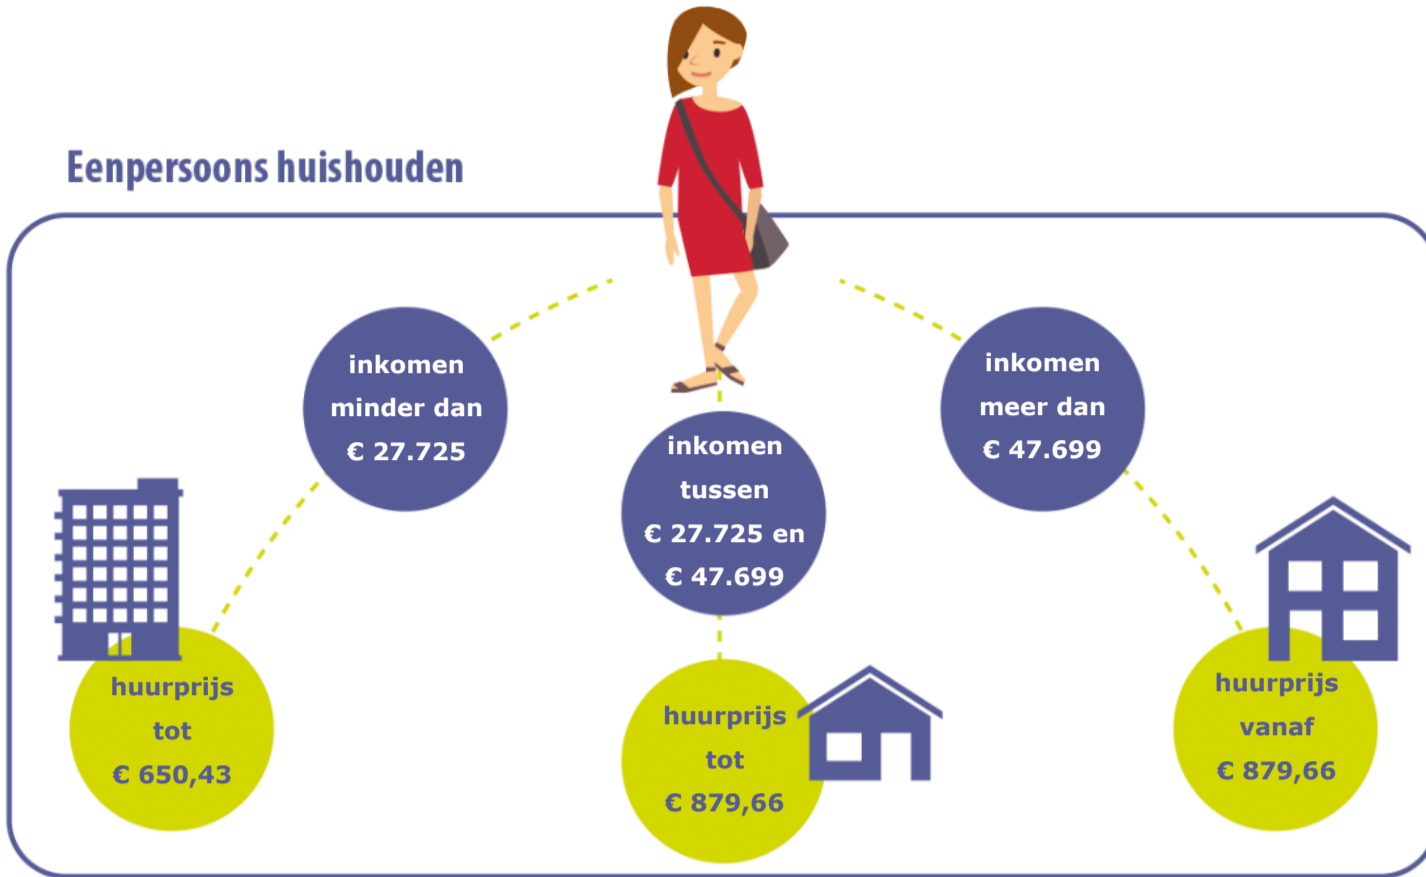 Eenpersoons huishouden
inkomen
minder dan
€ 27.725
inkomen
tussen
€ 27.725 en
€ 47.699
inkomen
meer dan
€ 47.699
huurprijs
tot
€ 650,43
huurprijs
tot
€ 879,66
huurprijs
vanaf
€ 879,66